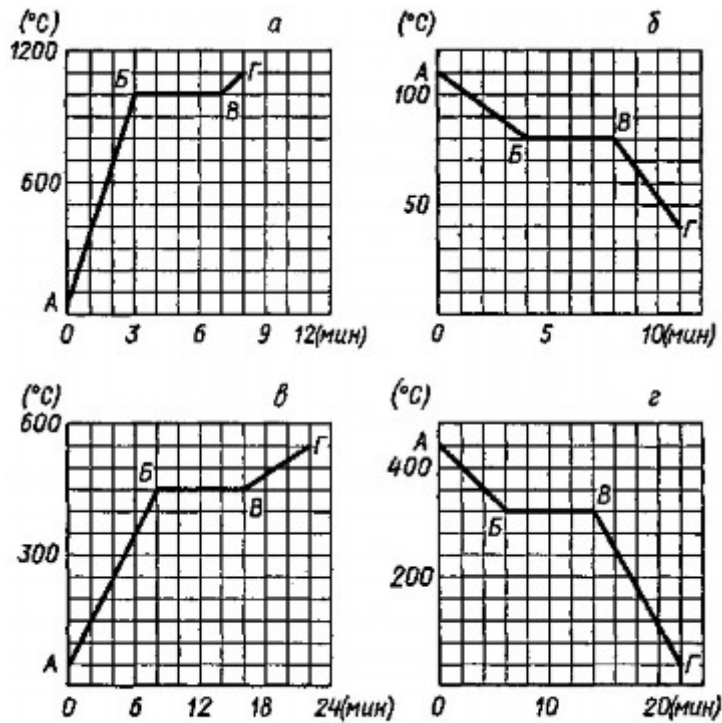 (°C) а
1200
Б Г
В
600
А
0 3 6 9 12(мин)
(°C) б
А
100
Б В
50
Г
0 5 10(мин)
(°C) в
600
Б Г
В
300
А
0 6 12 18 24(мин)
(°C) г
А
400
Б В
200
Г
0 10 20(мин)